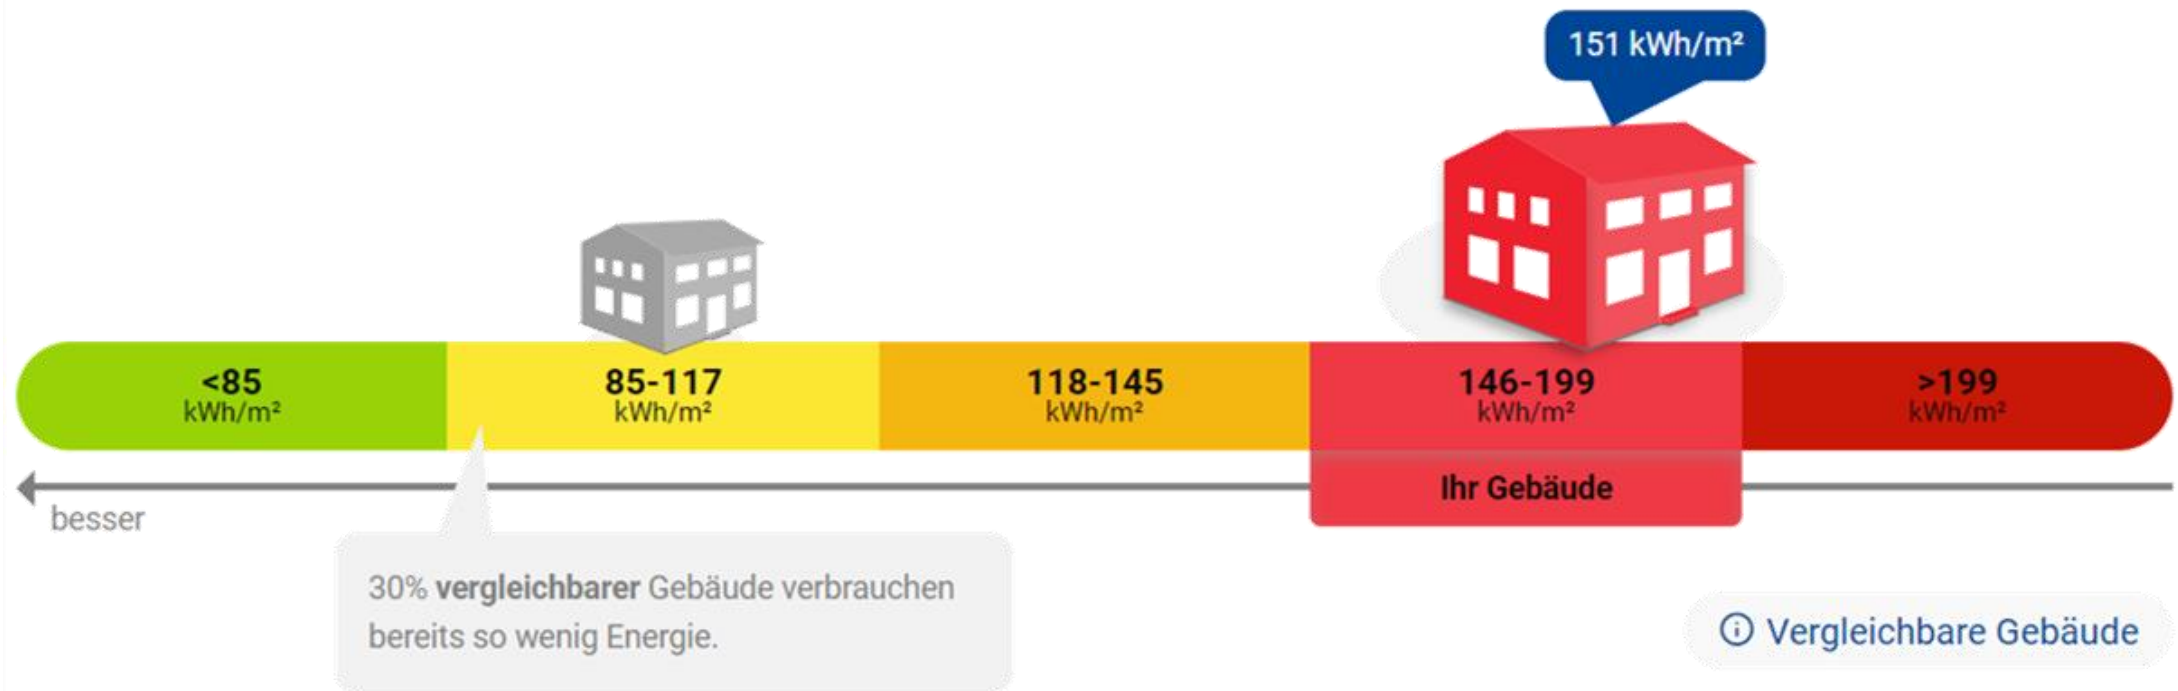 151 kWh/m²
<85
kWh/m²
85-117
kWh/m²
118-145
kWh/m²
146-199
kWh/m²
>199
kWh/m²
Ihr Gebäude
besser
30% vergleichbarer Gebäude verbrauchen
bereits so wenig Energie.
Vergleichbare Gebäude